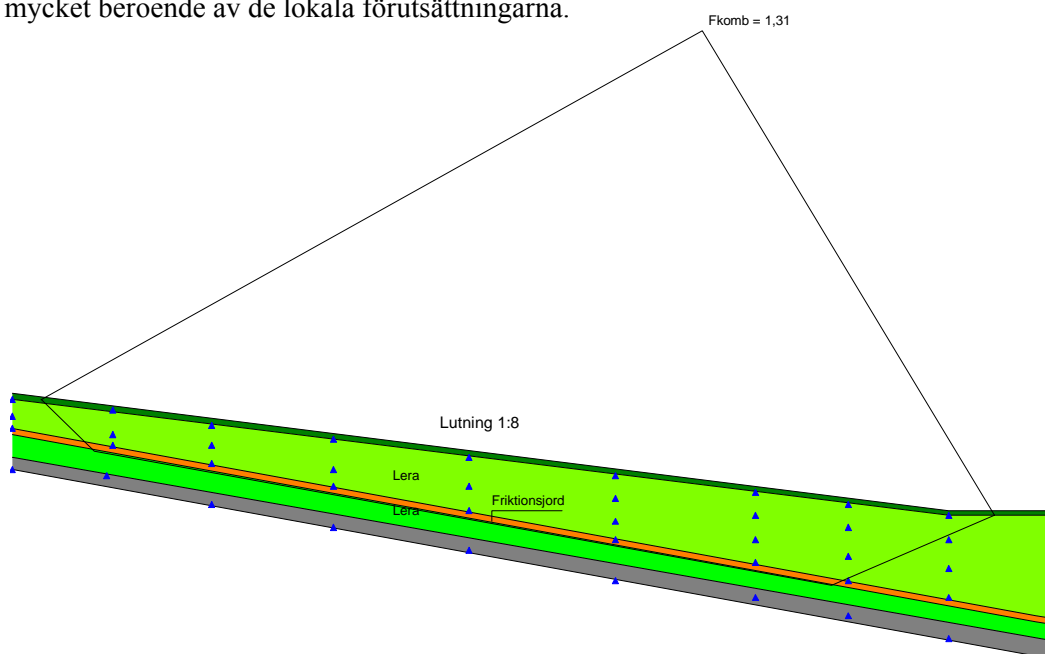 mycket beroende av de lokala förutsättningarna.
Fkomb = 1,31
Lutning 1:8
Lera
Friktionsjord
Lera